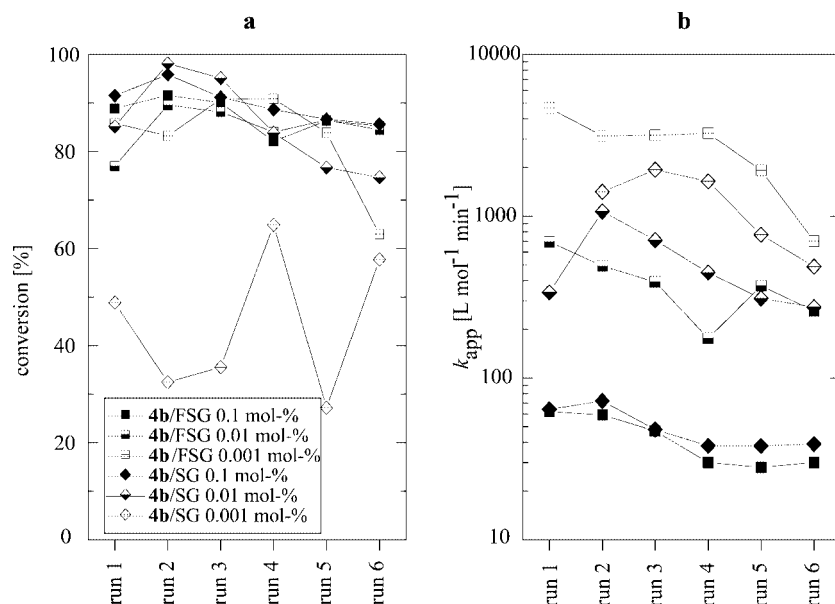 a
100
80
60
40
20
0
conversion [%]
4b/FSG 0.1 mol-%
4b/FSG 0.01 mol-%
4b/FSG 0.001 mol-%
4b/SG 0.1 mol-%
4b/SG 0.01 mol-%
4b/SG 0.001 mol-%
run 1
run 2
run 3
run 4
run 5
run 6
b
10000
1000
100
10
k_app [L mol⁻¹ min⁻¹]
run 1
run 2
run 3
run 4
run 5
run 6